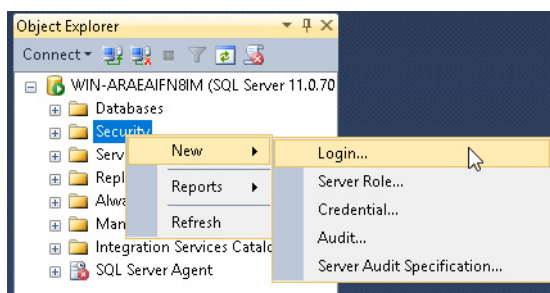 Object Explorer
Connect
WIN-ARAEAIFN8IM (SQL Server 11.0.70
Databases
Security
Serv
Repl
Alwa
Man
Integration Services Catalo
SQL Server Agent
New
Reports
Refresh
Login...
Server Role...
Credential...
Audit...
Server Audit Specification...